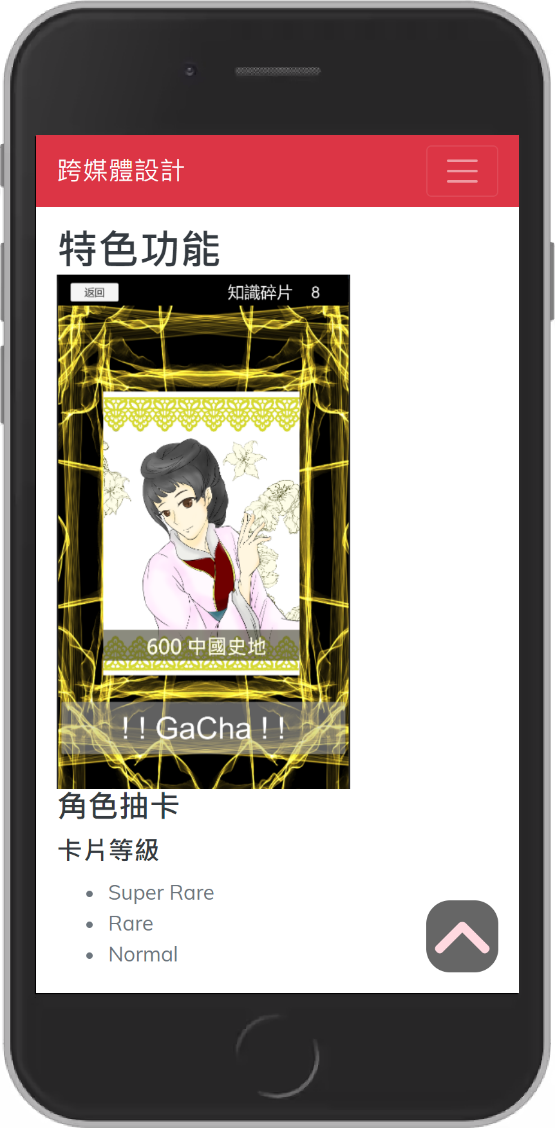 跨媒體設計
特色功能
返回
知識碎片 8
600 中國史地
!! GaCha !!
角色抽卡
卡片等級
Super Rare
Rare
Normal